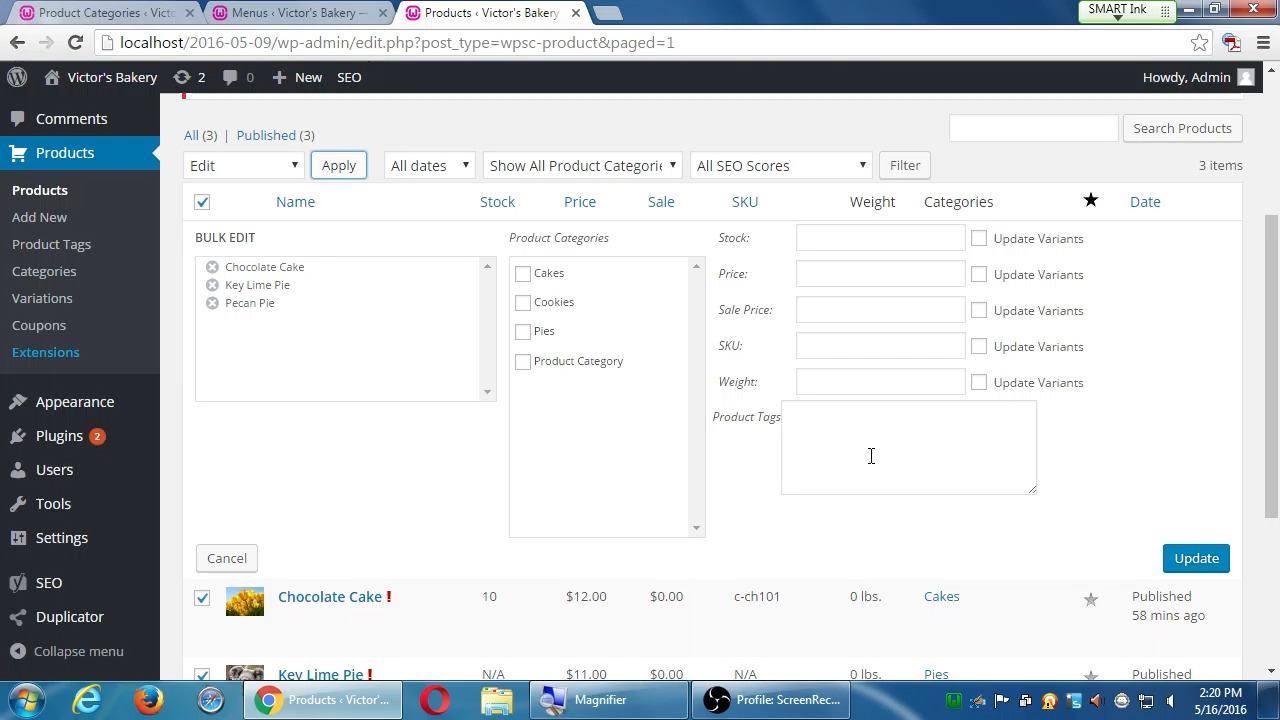 Product Categories ‹ Victo
Menus ‹ Victor's Bakery —
Products ‹ Victor's Bakery
SMART Ink
localhost/2016-05-09/wp-admin/edit.php?post_type=wpsc-product&paged=1
Victor's Bakery
2
0
New
SEO
Howdy, Admin
Comments
Products
Products
Add New
Product Tags
Categories
Variations
Coupons
Extensions
Appearance
Plugins 2
Users
Tools
Settings
SEO
Duplicator
Collapse menu
All (3) | Published (3)
Search Products
Edit
Apply
All dates
Show All Product Categorie
All SEO Scores
Filter
3 items
Name
Stock
Price
Sale
SKU
Weight
Categories
Date
BULK EDIT
Chocolate Cake
Key Lime Pie
Pecan Pie
Product Categories
Cakes
Cookies
Pies
Product Category
Stock:
Update Variants
Price:
Update Variants
Sale Price:
Update Variants
SKU:
Update Variants
Weight:
Update Variants
Product Tags
Cancel
Update
Chocolate Cake !
10
$12.00
$0.00
c-ch101
0 lbs.
Cakes
Published
58 mins ago
Key Lime Pie !
N/A
$11.00
$0.00
N/A
0 lbs.
Pies
Published
Products ‹ Victor'...
Magnifier
Profile: ScreenRec...
2:20 PM
5/16/2016